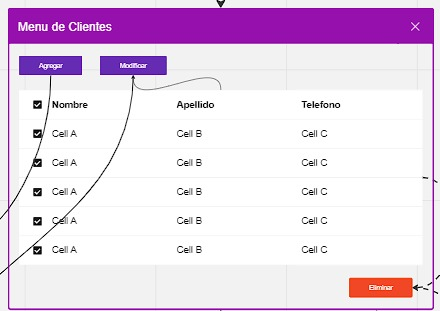 Menu de Clientes
Agregar Modificar
Nombre Apellido Telefono
Cell A Cell B Cell C
Cell A Cell B Cell C
Cell A Cell B Cell C
Cell A Cell B Cell C
Cell A Cell B Cell C
Eliminar